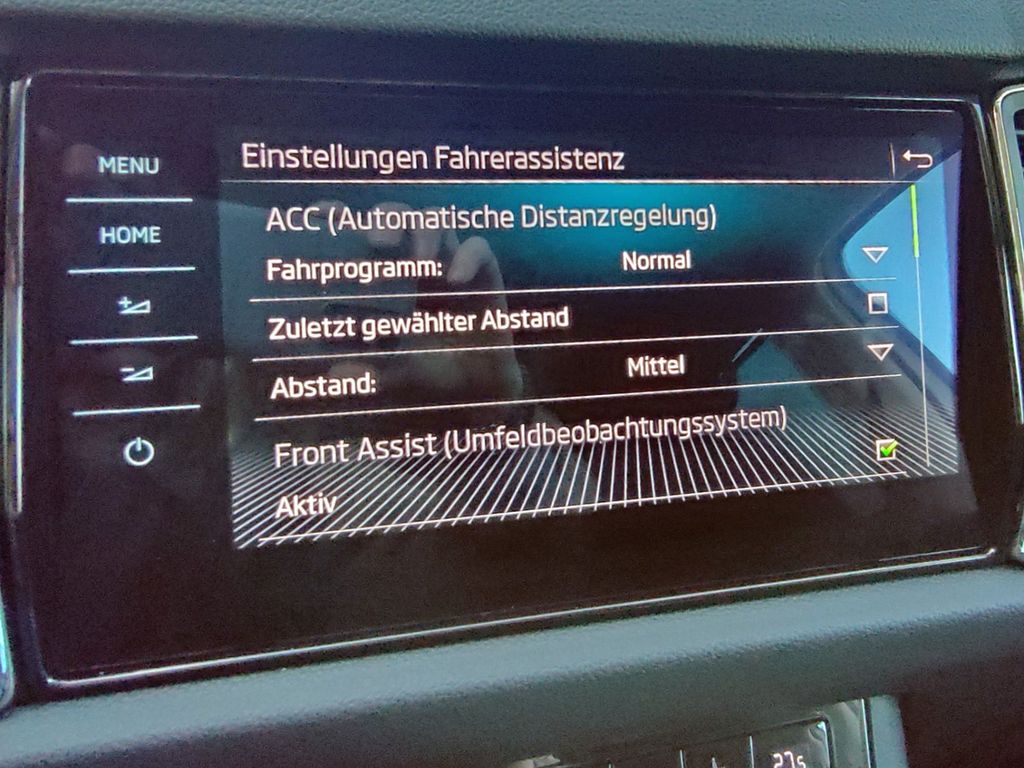 Einstellungen Fahrerassistenz
MENU
HOME
ACC (Automatische Distanzregelung)
Fahrprogramm: Normal
Zuletzt gewählter Abstand
Abstand: Mittel
Front Assist (Umfeldbeobachtungssystem)
Aktiv